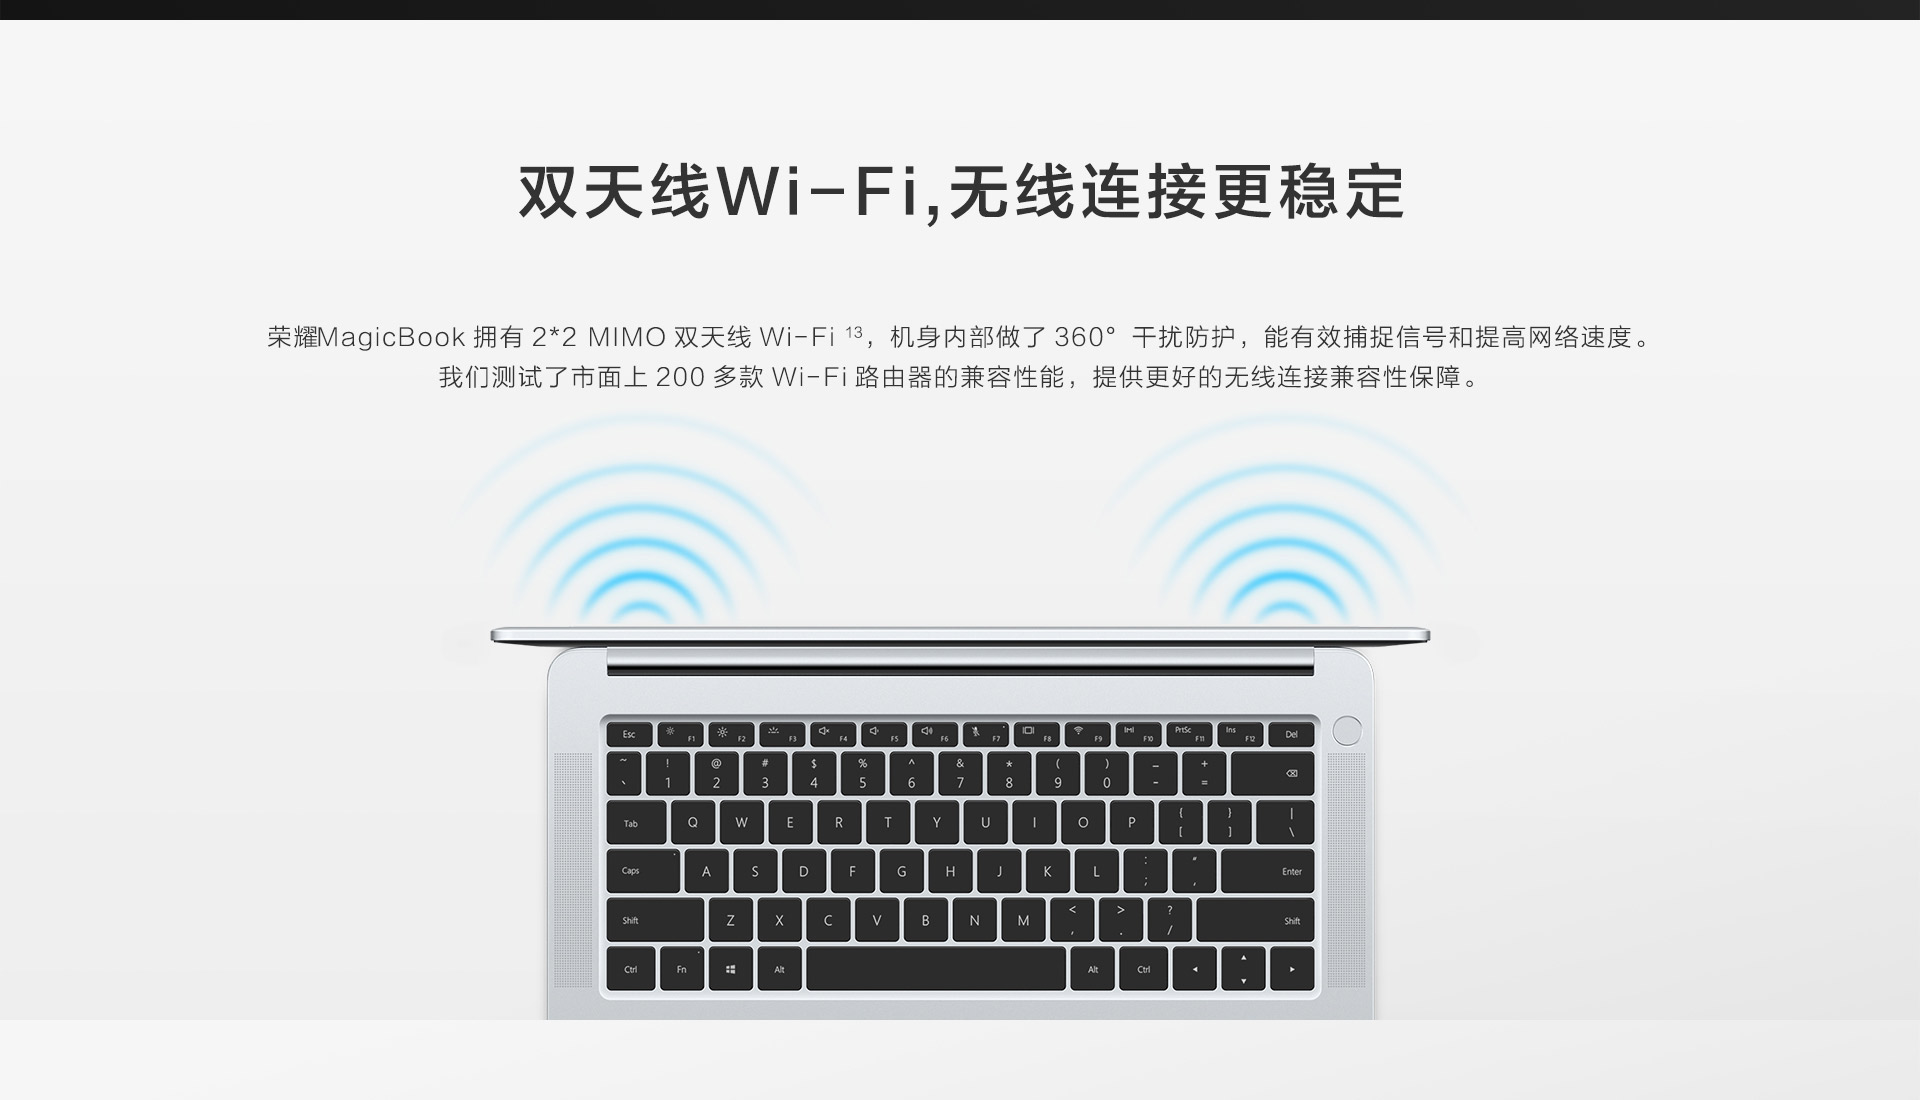 双天线Wi-Fi,无线连接更稳定
荣耀MagicBook 拥有 2*2 MIMO 双天线 Wi-Fi 13，机身内部做了 360°干扰防护，能有效捕捉信号和提高网络速度。
我们测试了市面上 200 多款 Wi-Fi 路由器的兼容性能，提供更好的无线连接兼容性保障。
Esc F1 F2 F3 F4 F5 F6 F7 F8 F9 F10 PrtSc F11 Ins F12 Del
~ ` ! 1 @ 2 # 3 $ 4 % 5 ^ 6 & 7 * 8 ( 9 ) 0 _ - + =
Tab Q W E R T Y U I O P { [ } ] | \
Caps A S D F G H J K L : ; " ' Enter
Shift Z X C V B N M < , > . ? / Shift
Ctrl Fn Alt Alt Ctrl